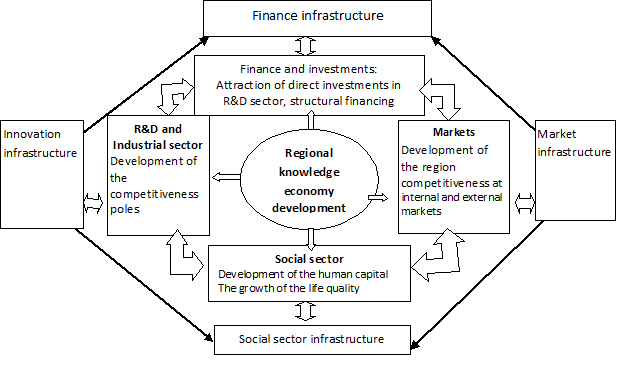 Finance infrastructure
Finance and investments:
Attraction of direct investments in
R&D sector, structural financing
Innovation
infrastructure
R&D and
Industrial sector
Development of
the
competitiveness
poles
Regional
knowledge
economy
development
Markets
Development of
the region
competitiveness at
internal and external
markets
Market
infrastructure
Social sector
Development of the human capital
The growth of the life quality
Social sector infrastructure